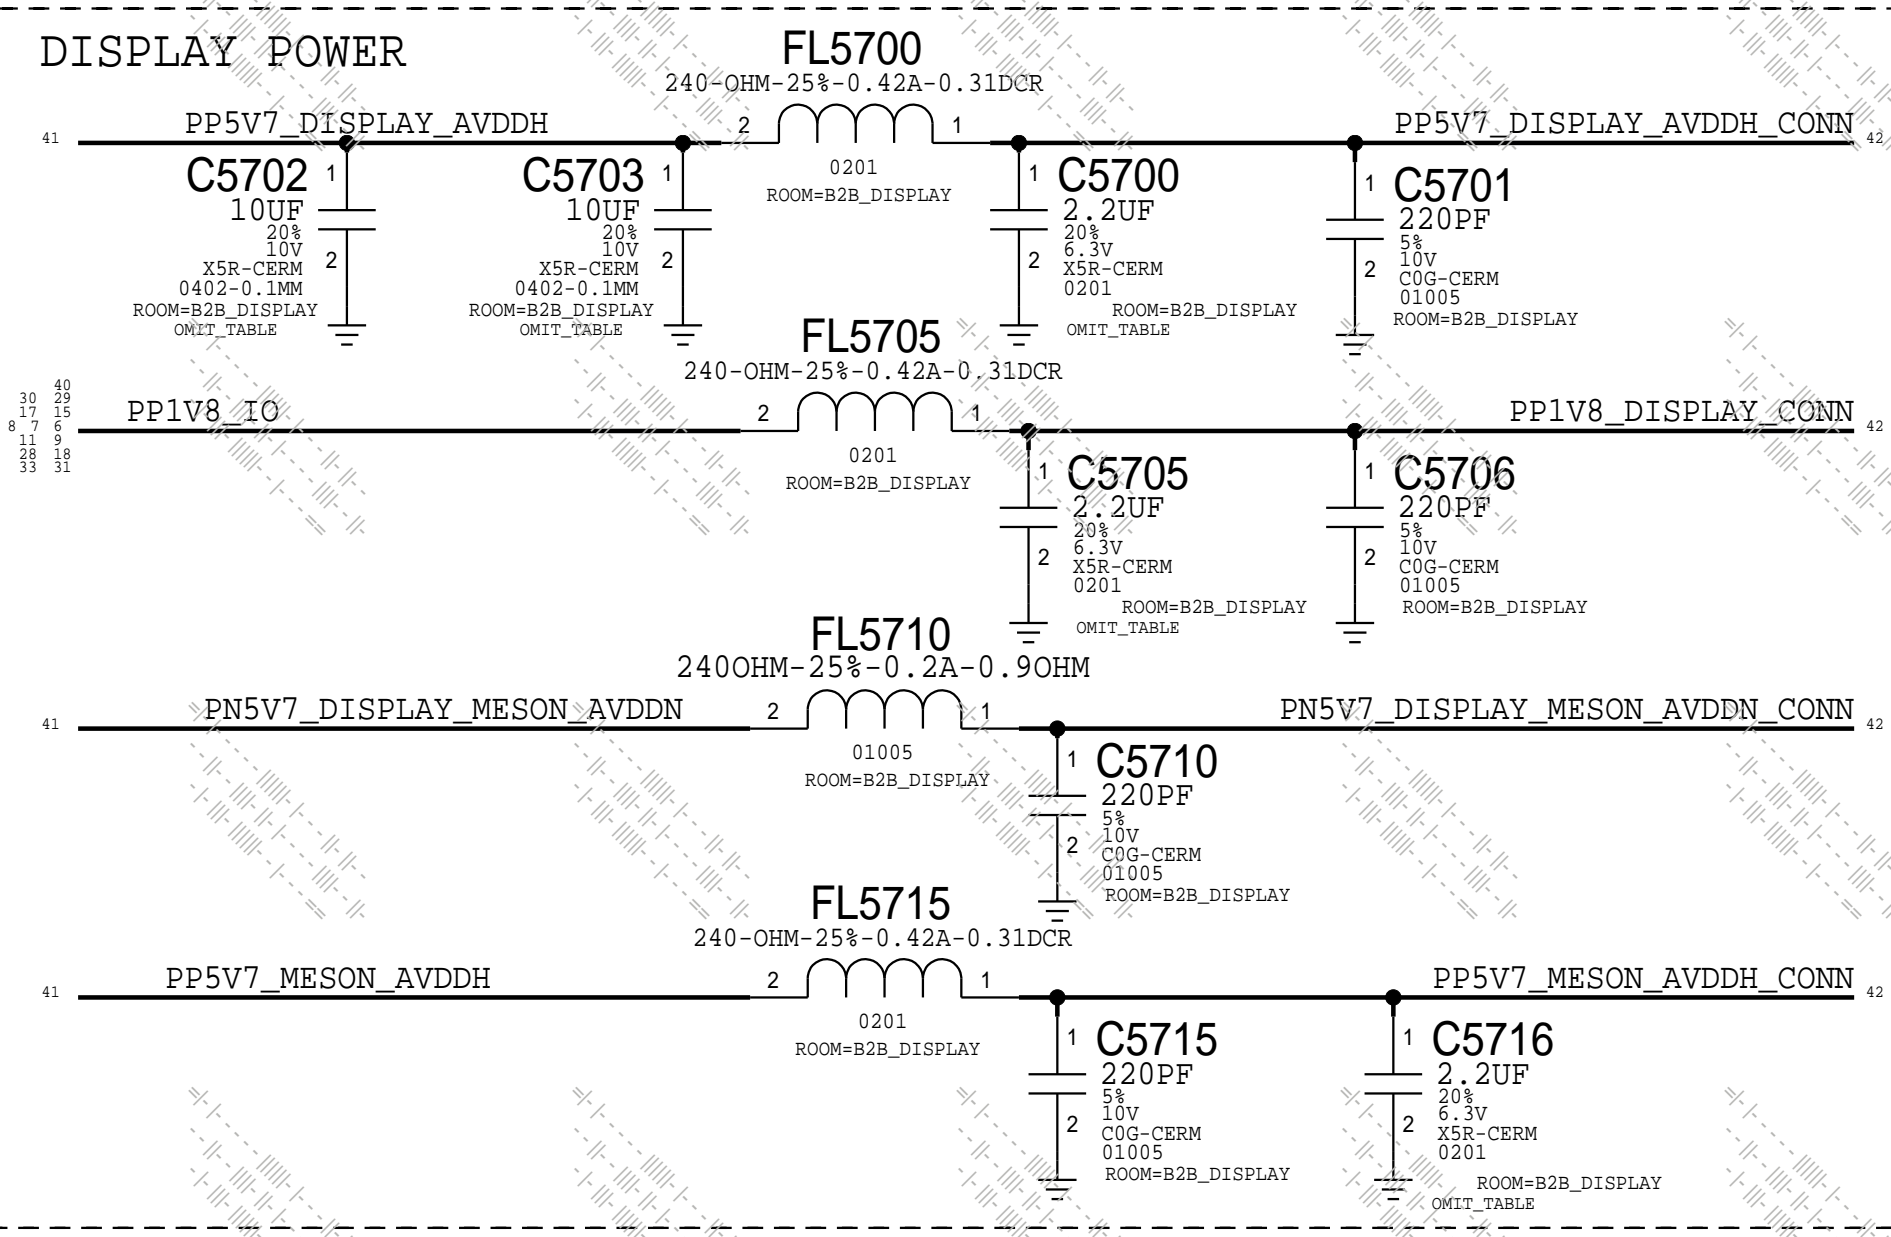 DISPLAY POWER
FL5700
240-OHM-25%-0.42A-0.31DCR
41
PP5V7_DISPLAY_AVDDH
2
1
PP5V7_DISPLAY_AVDDH_CONN
42
0201
ROOM=B2B_DISPLAY
C5702
1
10UF
20%
10V
2
X5R-CERM
0402-0.1MM
ROOM=B2B_DISPLAY
OMIT_TABLE
C5703
1
10UF
20%
10V
2
X5R-CERM
0402-0.1MM
ROOM=B2B_DISPLAY
OMIT_TABLE
1
C5700
2.2UF
20%
6.3V
2
X5R-CERM
0201
ROOM=B2B_DISPLAY
OMIT_TABLE
1
C5701
220PF
5%
10V
2
C0G-CERM
01005
ROOM=B2B_DISPLAY
FL5705
240-OHM-25%-0.42A-0.31DCR
40
30 29
17 15
8 7 6
11 9
28 18
33 31
PP1V8_IO
2
1
PP1V8_DISPLAY_CONN
42
0201
ROOM=B2B_DISPLAY
1
C5705
2.2UF
20%
6.3V
2
X5R-CERM
0201
ROOM=B2B_DISPLAY
OMIT_TABLE
1
C5706
220PF
5%
10V
2
C0G-CERM
01005
ROOM=B2B_DISPLAY
FL5710
240OHM-25%-0.2A-0.9OHM
41
PN5V7_DISPLAY_MESON_AVDDN
2
1
PN5V7_DISPLAY_MESON_AVDDN_CONN
42
01005
ROOM=B2B_DISPLAY
1
C5710
220PF
5%
10V
2
C0G-CERM
01005
ROOM=B2B_DISPLAY
FL5715
240-OHM-25%-0.42A-0.31DCR
41
PP5V7_MESON_AVDDH
2
1
PP5V7_MESON_AVDDH_CONN
42
0201
ROOM=B2B_DISPLAY
1
C5715
220PF
5%
10V
2
C0G-CERM
01005
ROOM=B2B_DISPLAY
1
C5716
2.2UF
20%
6.3V
2
X5R-CERM
0201
ROOM=B2B_DISPLAY
OMIT_TABLE